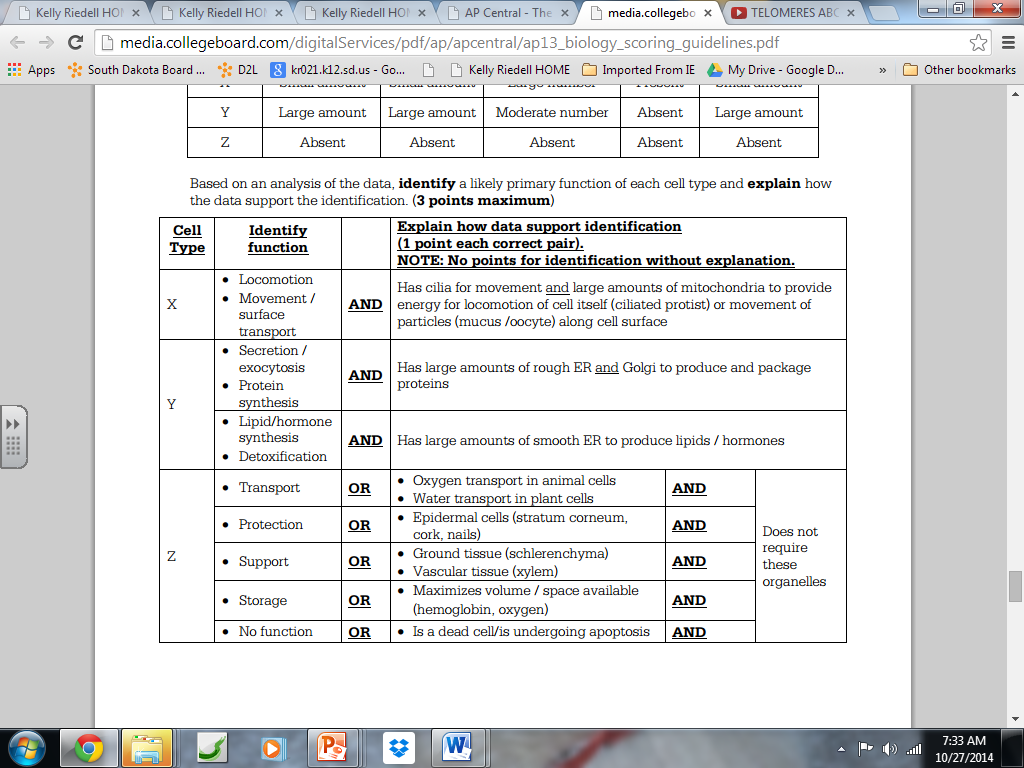 Kelly Riedell HO
Kelly Riedell HO
Kelly Riedell HO
AP Central - The
media.collegebo
TELOMERES ABC
media.collegeboard.com/digitalServices/pdf/ap/apcentral/ap13_biology_scoring_guidelines.pdf
Apps
South Dakota Board ...
D2L
kr021.k12.sd.us - Go...
Kelly Riedell HOME
Imported From IE
My Drive - Google D...
»
Other bookmarks
X Small amount Small amount Large number Present Small amount
Y Large amount Large amount Moderate number Absent Large amount
Z Absent Absent Absent Absent Absent
Based on an analysis of the data, identify a likely primary function of each cell type and explain how
the data support the identification. (3 points maximum)
Cell
Type
Identify
function
Explain how data support identification
(1 point each correct pair).
NOTE: No points for identification without explanation.
X
• Locomotion
• Movement /
surface
transport
AND
Has cilia for movement and large amounts of mitochondria to provide
energy for locomotion of cell itself (ciliated protist) or movement of
particles (mucus /oocyte) along cell surface
Y
• Secretion /
exocytosis
• Protein
synthesis
AND
Has large amounts of rough ER and Golgi to produce and package
proteins
• Lipid/hormone
synthesis
• Detoxification
AND
Has large amounts of smooth ER to produce lipids / hormones
Z
• Transport
OR
• Oxygen transport in animal cells
• Water transport in plant cells
AND
• Protection
OR
• Epidermal cells (stratum corneum,
cork, nails)
AND
• Support
OR
• Ground tissue (schlerenchyma)
• Vascular tissue (xylem)
AND
• Storage
OR
• Maximizes volume / space available
(hemoglobin, oxygen)
AND
• No function
OR
• Is a dead cell/is undergoing apoptosis
AND
Does not
require
these
organelles
7:33 AM
10/27/2014